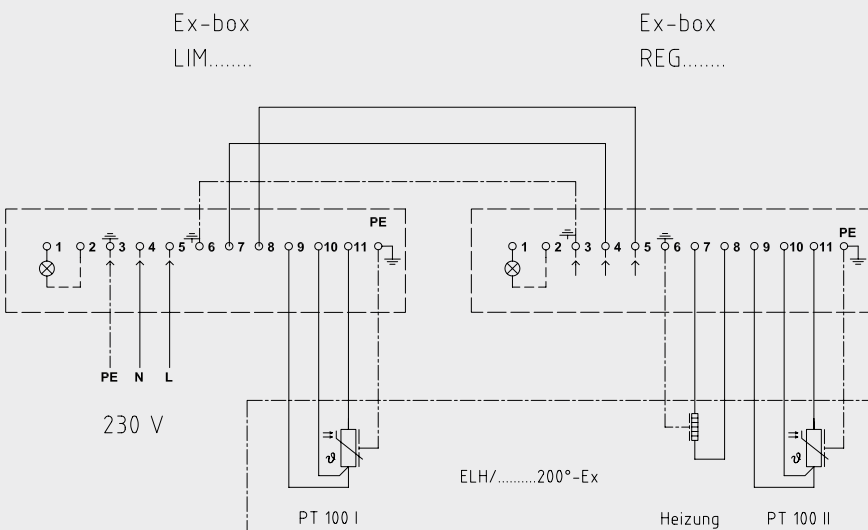 Ex-box
LIM........
Ex-box
REG........
PE
1 2 3 4 5 6 7 8 9 10 11
PE
1 2 3 4 5 6 7 8 9 10 11
PE N L
230 V
ϑ
ϑ
ELH/.........200°-Ex
PT 100 I
Heizung
PT 100 II